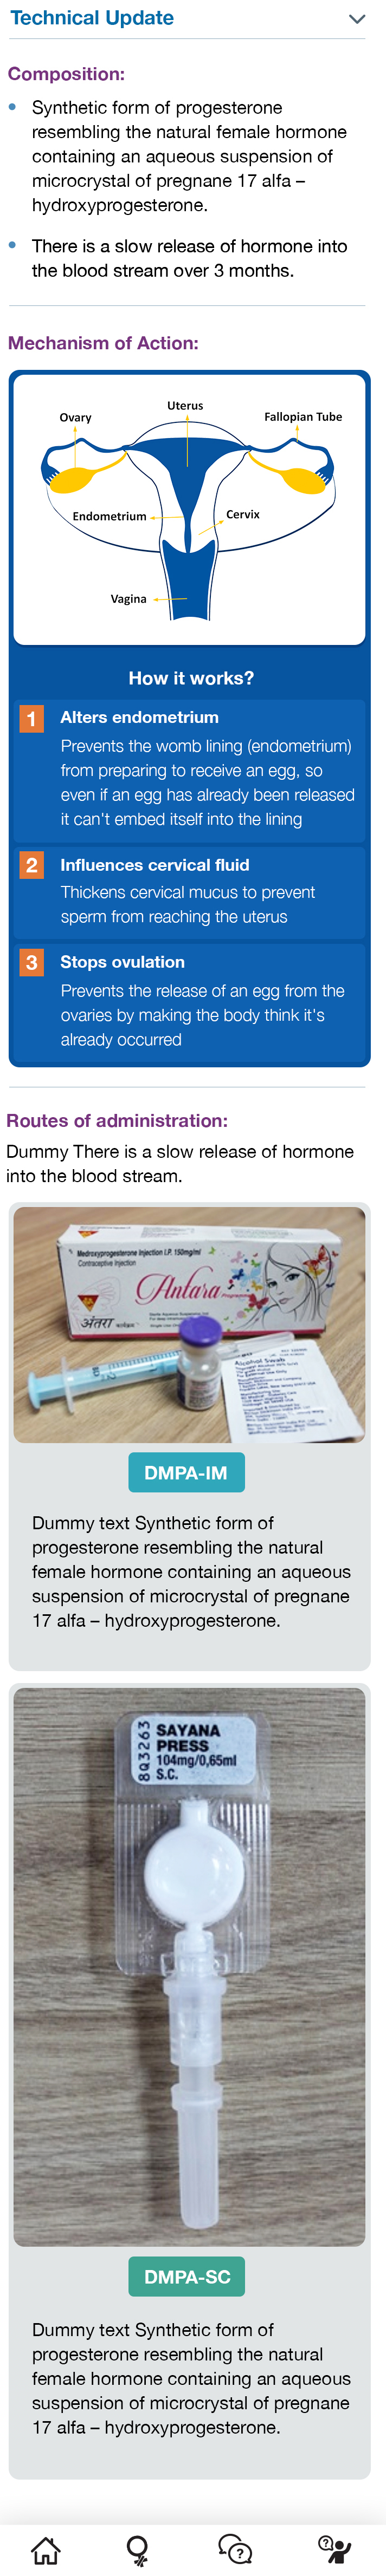 Technical Update
Composition:
Synthetic form of progesterone
resembling the natural female hormone
containing an aqueous suspension of
microcrystal of pregnane 17 alfa –
hydroxyprogesterone.
There is a slow release of hormone into
the blood stream over 3 months.
Mechanism of Action:
Uterus
Ovary
Fallopian Tube
Endometrium
Cervix
Vagina
How it works?
1 Alters endometrium
Prevents the womb lining (endometrium)
from preparing to receive an egg, so
even if an egg has already been released
it can't embed itself into the lining
2 Influences cervical fluid
Thickens cervical mucus to prevent
sperm from reaching the uterus
3 Stops ovulation
Prevents the release of an egg from the
ovaries by making the body think it's
already occurred
Routes of administration:
Dummy There is a slow release of hormone
into the blood stream.
Medroxyprogesterone Injection I.P. 150mg/ml
Contraceptive Injection
Antara
अंतरा
Alcohol Swab
DMPA-IM
Dummy text Synthetic form of
progesterone resembling the natural
female hormone containing an aqueous
suspension of microcrystal of pregnane
17 alfa – hydroxyprogesterone.
8Q3263
SAYANA
PRESS
104mg/0,65ml
S.C.
DMPA-SC
Dummy text Synthetic form of
progesterone resembling the natural
female hormone containing an aqueous
suspension of microcrystal of pregnane
17 alfa – hydroxyprogesterone.